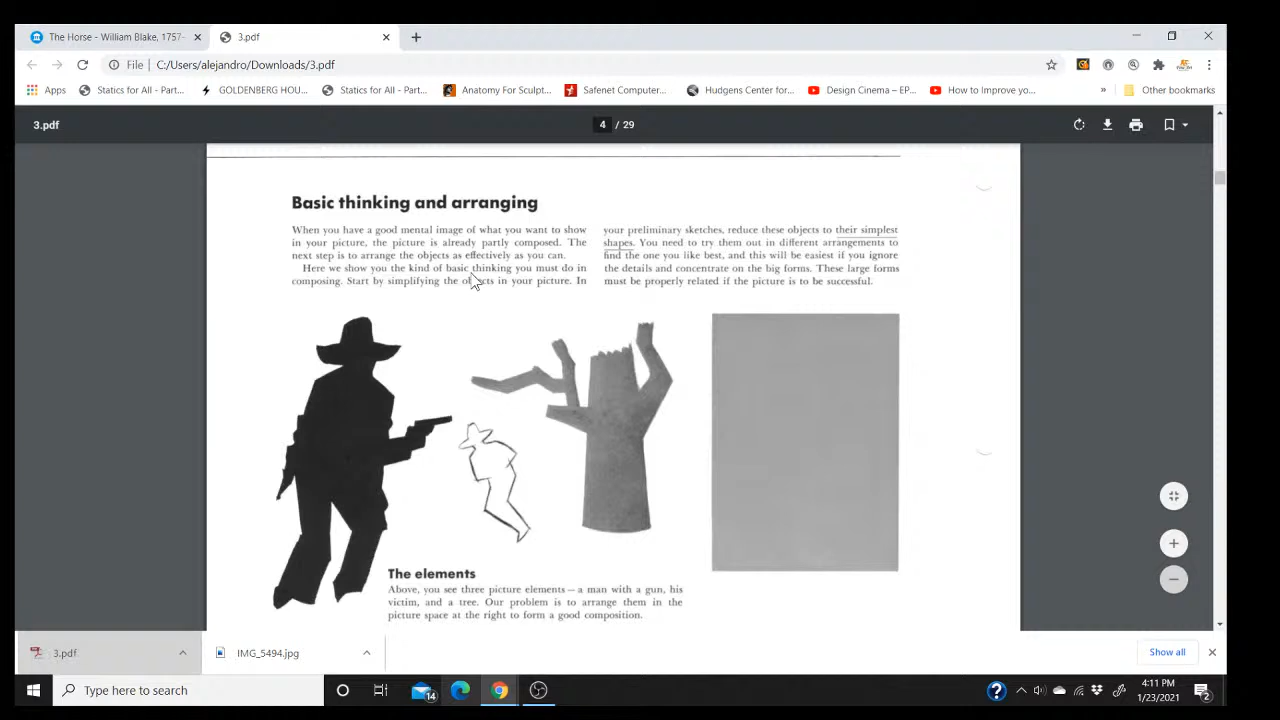 The Horse - William Blake, 1757-
3.pdf
File
C:/Users/alejandro/Downloads/3.pdf
Apps
Statics for All - Part...
GOLDENBERG HOU...
Statics for All - Part...
Anatomy For Sculpt...
Safenet Computer...
Hudgens Center for...
Design Cinema – EP...
How to Improve yo...
»
Other bookmarks
3.pdf
4 / 29
Basic thinking and arranging
When you have a good mental image of what you want to show
in your picture, the picture is already partly composed. The
next step is to arrange the objects as effectively as you can.
Here we show you the kind of basic thinking you must do in
composing. Start by simplifying the objects in your picture. In
your preliminary sketches, reduce these objects to their simplest
shapes. You need to try them out in different arrangements to
find the one you like best, and this will be easiest if you ignore
the details and concentrate on the big forms. These large forms
must be properly related if the picture is to be successful.
The elements
Above, you see three picture elements – a man with a gun, his
victim, and a tree. Our problem is to arrange them in the
picture space at the right to form a good composition.
3.pdf
IMG_5494.jpg
Show all
Type here to search
14
4:11 PM
1/23/2021
2